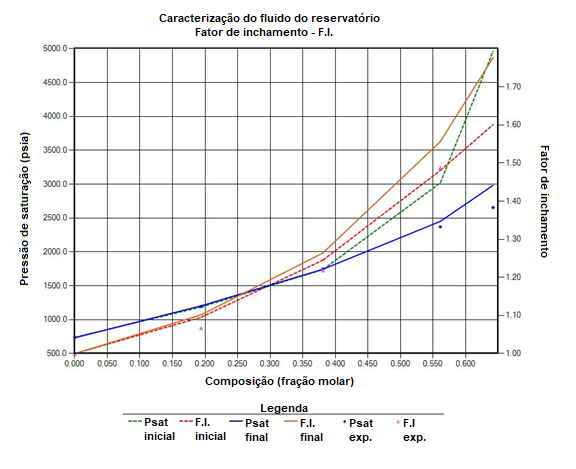 Caracterização do fluido do reservatório
Fator de inchamento - F.I.
5000.0
4500.0
4000.0
3500.0
3000.0
2500.0
2000.0
1500.0
1000.0
500.0
Pressão de saturação (psia)
1.70
1.60
1.50
1.40
1.30
1.20
1.10
1.00
Fator de inchamento
0.000 0.100 0.150 0.200 0.250 0.300 0.350 0.400 0.450 0.500 0.550 0.600
Composição (fração molar)
Legenda
Psat inicial
F.I. inicial
Psat final
F.I. final
Psat exp.
F.I exp.